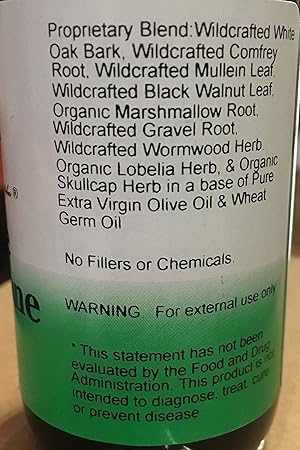 Proprietary Blend: Wildcrafted White
Oak Bark, Wildcrafted Comfrey
Root, Wildcrafted Mullein Leaf,
Wildcrafted Black Walnut Leaf,
Organic Marshmallow Root,
Wildcrafted Gravel Root,
Wildcrafted Wormwood Herb,
Organic Lobelia Herb, & Organic
Skullcap Herb in a base of Pure
Extra Virgin Olive Oil & Wheat
Germ Oil
®
No Fillers or Chemicals.
ne
WARNING. For external use only
* This statement has not been
evaluated by the Food and Drug
Administration. This product is not
intended to diagnose, treat, cure
or prevent disease